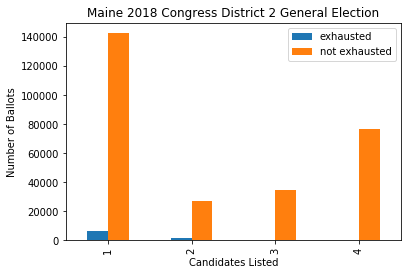 Maine 2018 Congress District 2 General Election
exhausted
not exhausted
Number of Ballots
140000
120000
100000
80000
60000
40000
20000
0
1
2
3
4
Candidates Listed